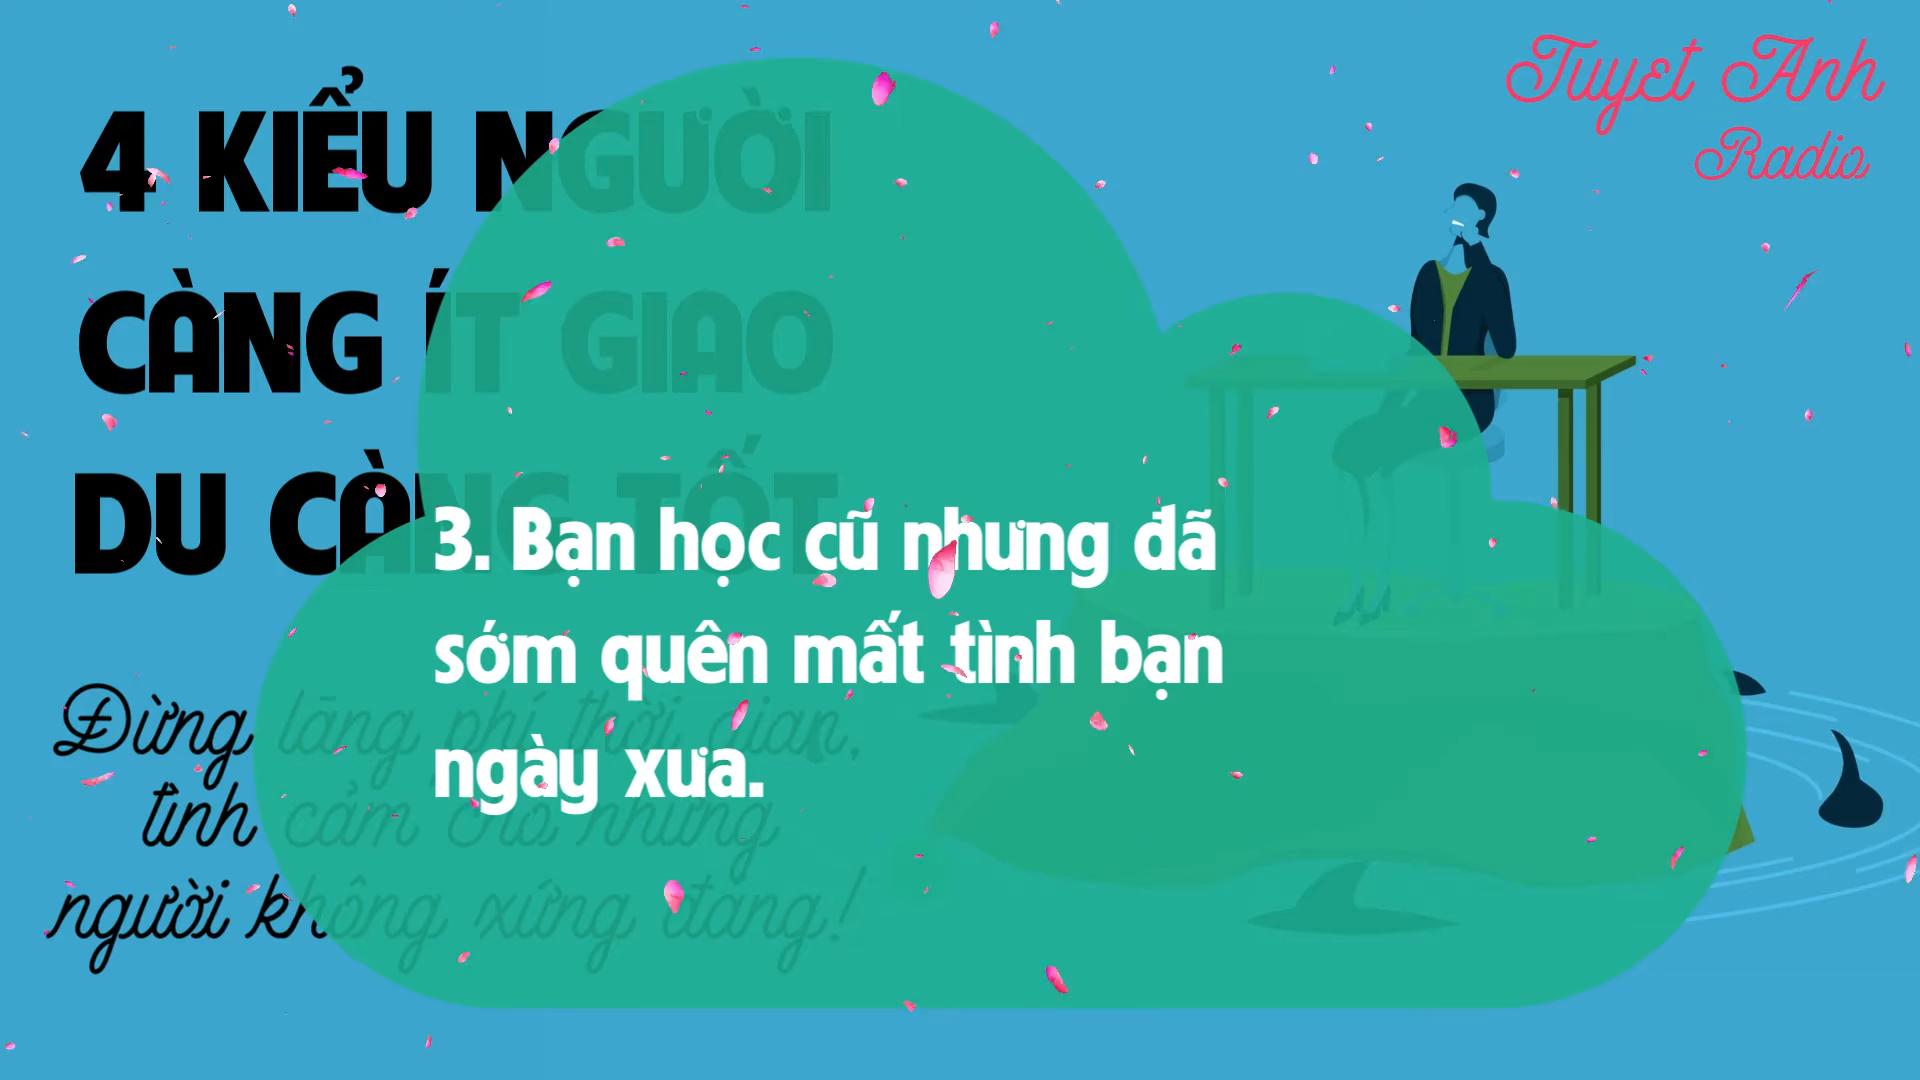 4 KIỂU NGƯỜI
CÀNG ÍT GIAO
DU CÀNG TỐT
Đừng lãng phí thời gian,
tình cảm cho những
người không xứng đáng!
3. Bạn học cũ nhưng đã
sớm quên mất tình bạn
ngày xưa.
Tuyết Anh
Radio